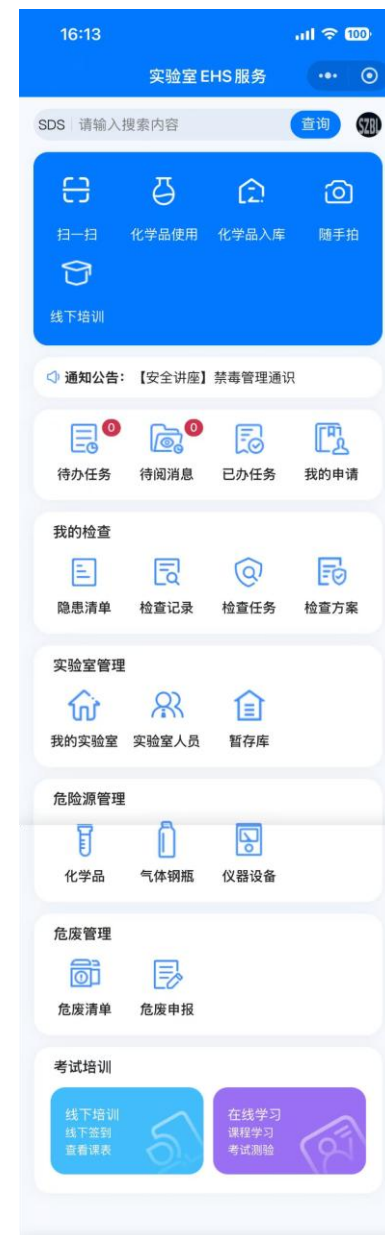 16:13
100
实验室EHS服务
SDS 请输入搜索内容 查询 SZBL
扫一扫 化学品使用 化学品入库 随手拍
线下培训
通知公告：【安全讲座】禁毒管理通识
0 0
待办任务 待阅消息 已办任务 我的申请
我的检查
隐患清单 检查记录 检查任务 检查方案
实验室管理
我的实验室 实验室人员 暂存库
危险源管理
化学品 气体钢瓶 仪器设备
危废管理
危废清单 危废申报
考试培训
线下培训 在线学习
线下签到 课程学习
查看课表 考试测验